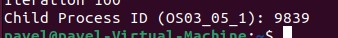 Iteration 100
Child Process ID (OS03_05_1): 9839
pavel@pavel-Virtual-Machine:~$